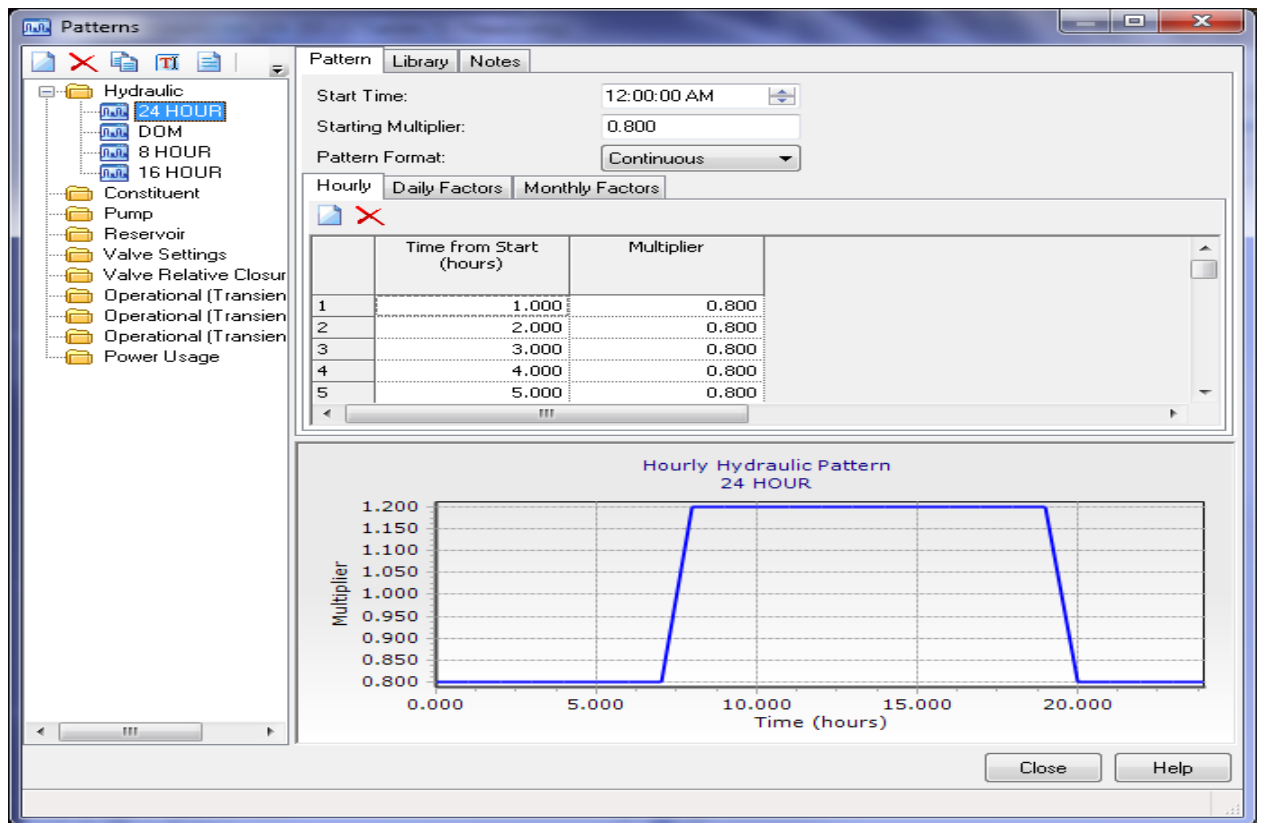 Patterns
Hydraulic
24 HOUR
DOM
8 HOUR
16 HOUR
Constituent
Pump
Reservoir
Valve Settings
Valve Relative Closur
Operational (Transien
Operational (Transien
Operational (Transien
Power Usage
Pattern Library Notes
Start Time: 12:00:00 AM
Starting Multiplier: 0.800
Pattern Format: Continuous
Hourly Daily Factors Monthly Factors
Time from Start Multiplier
(hours)
1 1.000 0.800
2 2.000 0.800
3 3.000 0.800
4 4.000 0.800
5 5.000 0.800
Hourly Hydraulic Pattern
24 HOUR
Multiplier
1.200
1.150
1.100
1.050
1.000
0.950
0.900
0.850
0.800
0.000 5.000 10.000 15.000 20.000
Time (hours)
Close Help